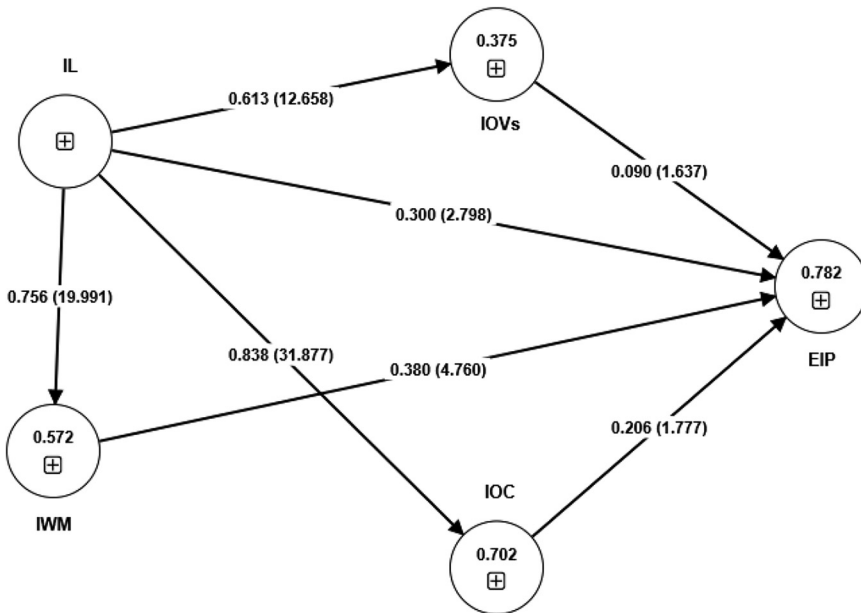 0.375
IL
0.613 (12.658)
IOVs
0.090 (1.637)
0.300 (2.798)
0.782
0.756 (19.991)
0.838 (31.877)
EIP
0.380 (4.760)
0.572
0.206 (1.777)
IOC
IWM
0.702